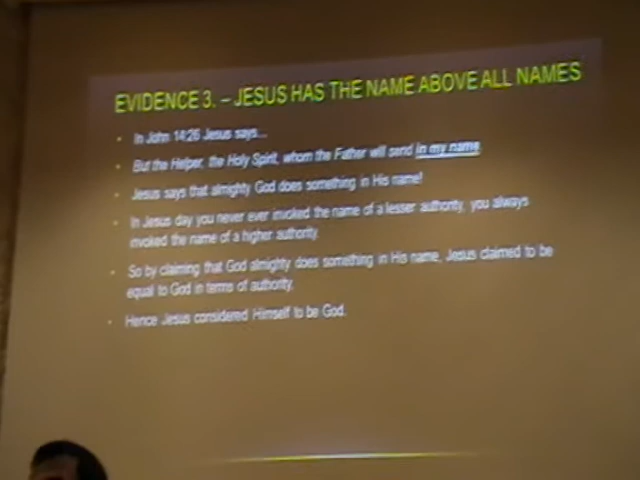 EVIDENCE 3. – JESUS HAS THE NAME ABOVE ALL NAMES
• In John 14:26 Jesus says...
• But the Helper, the Holy Spirit, whom the Father will send in my name.
• Jesus says that almighty God does something in His name!
• In Jesus day you never ever invoked the name of a lesser authority, you always
invoked the name of a higher authority.
• So by claiming that God almighty does something in His name, Jesus claimed to be
equal to God in terms of authority.
• Hence Jesus considered Himself to be God.